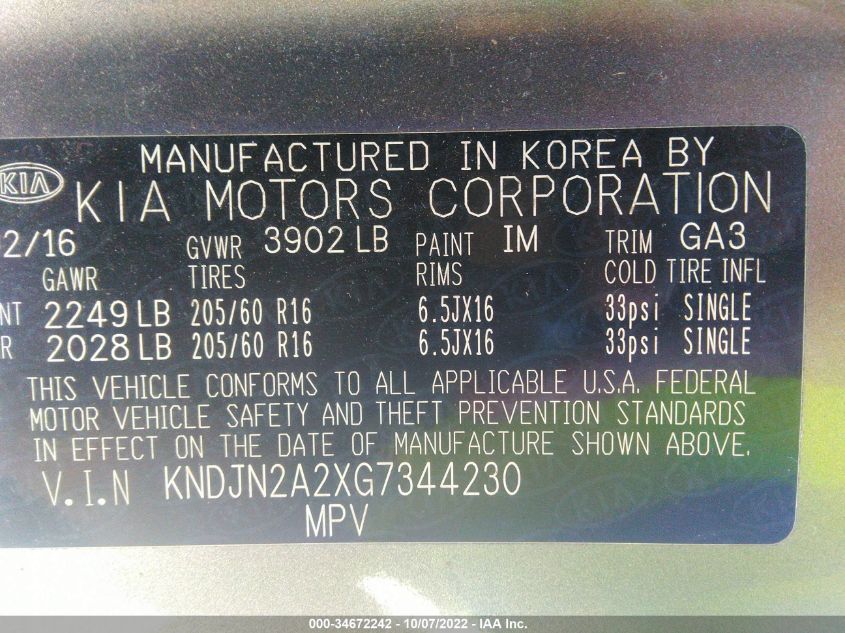 MANUFACTURED IN KOREA BY
KIA KIA MOTORS CORPORATION
2/16 GVWR 3902 LB PAINT IM TRIM GA3
GAWR TIRES RIMS COLD TIRE INFL
NT 2249 LB 205/60 R16 6.5JX16 33psi SINGLE
R 2028 LB 205/60 R16 6.5JX16 33psi SINGLE
THIS VEHICLE CONFORMS TO ALL APPLICABLE U.S.A. FEDERAL
MOTOR VEHICLE SAFETY AND THEFT PREVENTION STANDARDS
IN EFFECT ON THE DATE OF MANUFACTURE SHOWN ABOVE.
V.I.N KNDJN2A2XG7344230
MPV
000-34672242 - 10/07/2022 - IAA Inc.